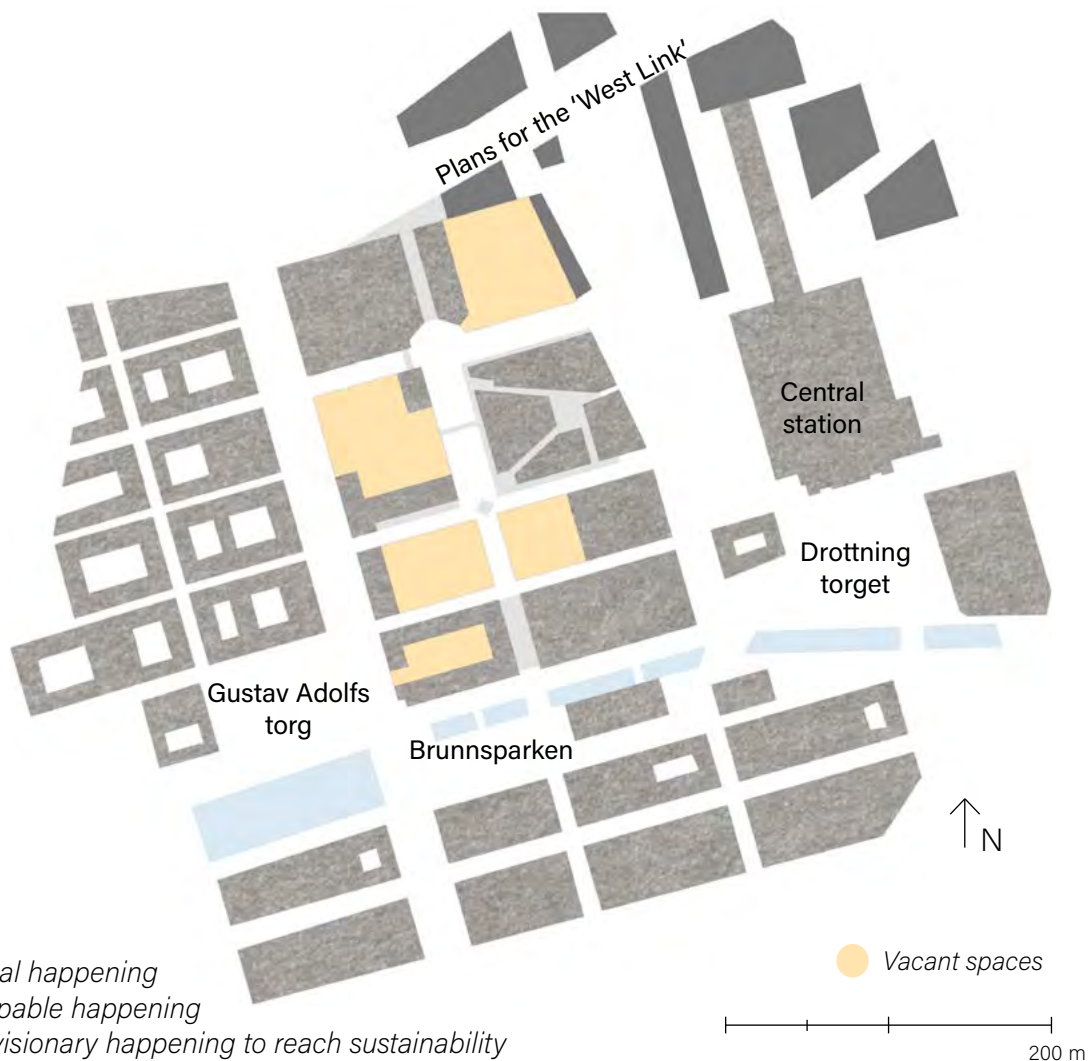 Plans for the 'West Link'
Central
station
Drottning
torget
Gustav Adolfs
torg
Brunnsparken
N
Vacant spaces
al happening
pable happening
visionary happening to reach sustainability
200 m